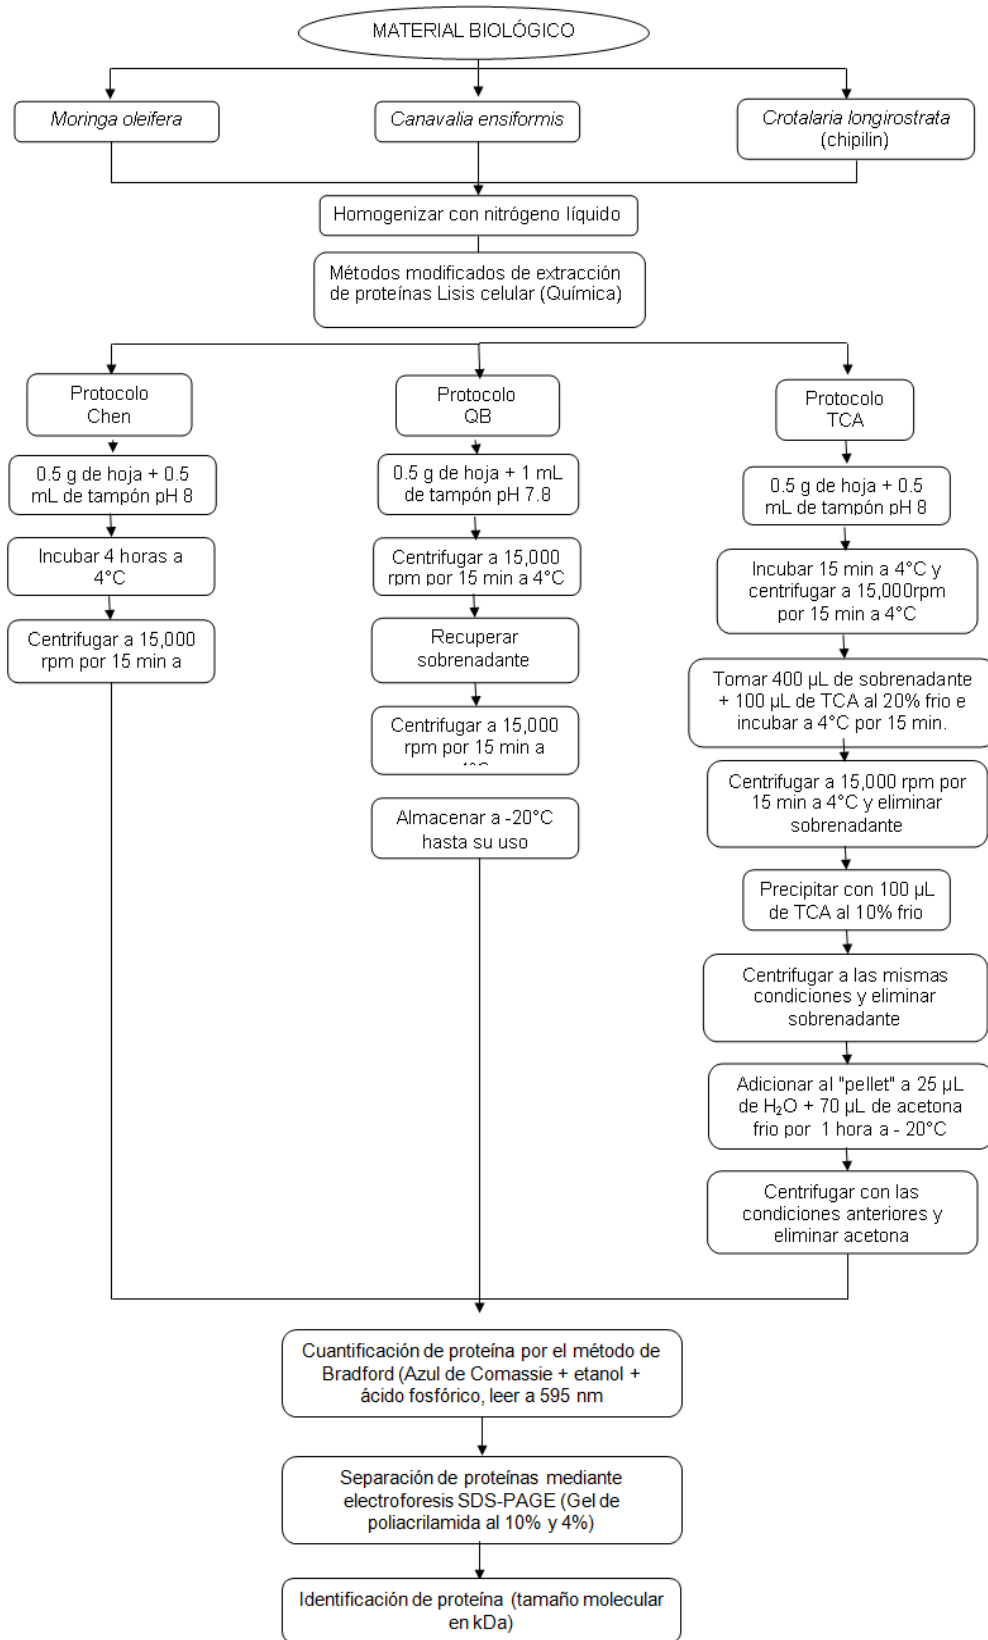 MATERIAL BIOLÓGICO
Moringa oleifera
Canavalia ensiformis
Crotalaria longirostrata
(chipilin)
Homogenizar con nitrógeno líquido
Métodos modificados de extracción
de proteínas Lisis celular (Química)
Protocolo
Chen
0.5 g de hoja + 0.5
mL de tampón pH 8
Incubar 4 horas a
4°C
Centrifugar a 15,000
rpm por 15 min a
Protocolo
QB
0.5 g de hoja + 1 mL
de tampón pH 7.8
Centrifugar a 15,000
rpm por 15 min a 4°C
Recuperar
sobrenadante
Centrifugar a 15,000
rpm por 15 min a
Almacenar a -20°C
hasta su uso
Protocolo
TCA
0.5 g de hoja + 0.5
mL de tampón pH 8
Incubar 15 min a 4°C y
centrifugar a 15,000rpm
por 15 min a 4°C
Tomar 400 µL de sobrenadante
+ 100 µL de TCA al 20% frio e
incubar a 4°C por 15 min.
Centrifugar a 15,000 rpm por
15 min a 4°C y eliminar
sobrenadante
Precipitar con 100 µL
de TCA al 10% frio
Centrifugar a las mismas
condiciones y eliminar
sobrenadante
Adicionar al "pellet" a 25 µL
de H₂O + 70 µL de acetona
frio por 1 hora a - 20°C
Centrifugar con las
condiciones anteriores y
eliminar acetona
Cuantificación de proteína por el método de
Bradford (Azul de Comassie + etanol +
ácido fosfórico, leer a 595 nm
Separación de proteínas mediante
electroforesis SDS-PAGE (Gel de
poliacrilamida al 10% y 4%)
Identificación de proteína (tamaño molecular
en kDa)